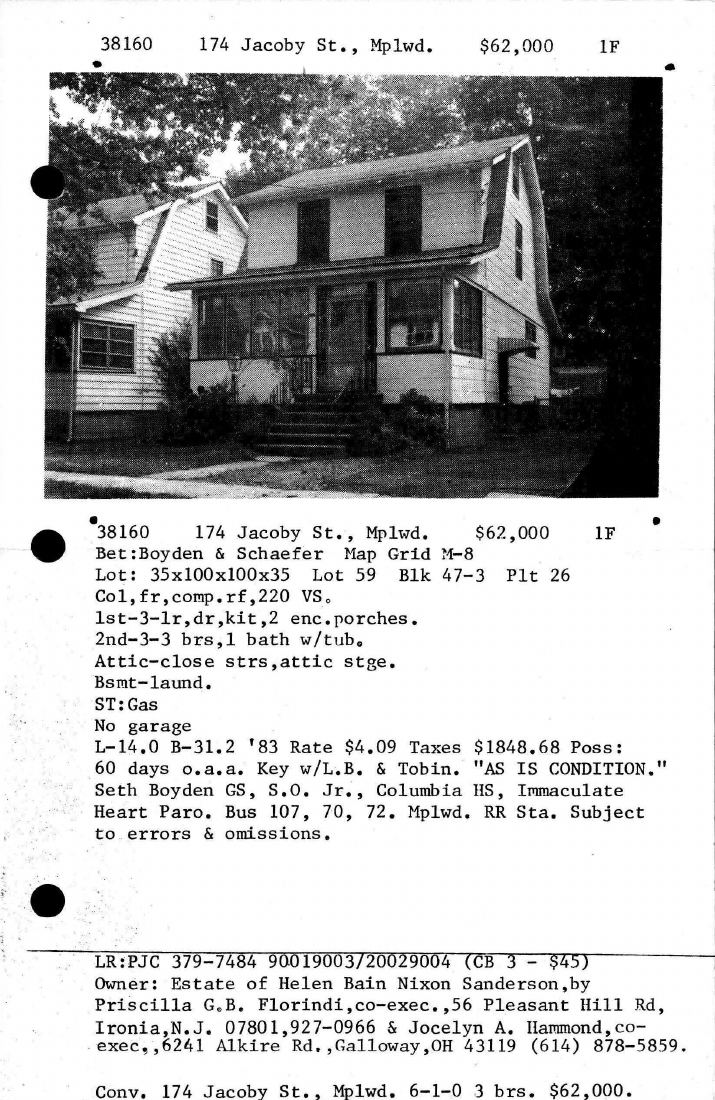 38160 174 Jacoby St., Mplwd. $62,000 1F
38160 174 Jacoby St., Mplwd. $62,000 1F
Bet:Boyden & Schaefer Map Grid M-8
Lot: 35x100x100x35 Lot 59 Blk 47-3 Plt 26
Col,fr,comp.rf,220 VS.
1st-3-lr,dr,kit,2 enc.porches.
2nd-3-3 brs,1 bath w/tub.
Attic-close strs,attic stge.
Bsmt-laund.
ST:Gas
No garage
L-14.0 B-31.2 '83 Rate $4.09 Taxes $1848.68 Poss:
60 days o.a.a. Key w/L.B. & Tobin. "AS IS CONDITION."
Seth Boyden GS, S.O. Jr., Columbia HS, Immaculate
Heart Paro. Bus 107, 70, 72. Mplwd. RR Sta. Subject
to errors & omissions.
LR:PJC 379-7484 90019003/20029004 (CB 3 - $45)
Owner: Estate of Helen Bain Nixon Sanderson,by
Priscilla G.B. Florindi,co-exec.,56 Pleasant Hill Rd,
Ironia,N.J. 07801,927-0966 & Jocelyn A. Hammond,co-
exec.,6241 Alkire Rd.,Galloway,OH 43119 (614) 878-5859.
Conv. 174 Jacoby St., Mplwd. 6-1-0 3 brs. $62,000.